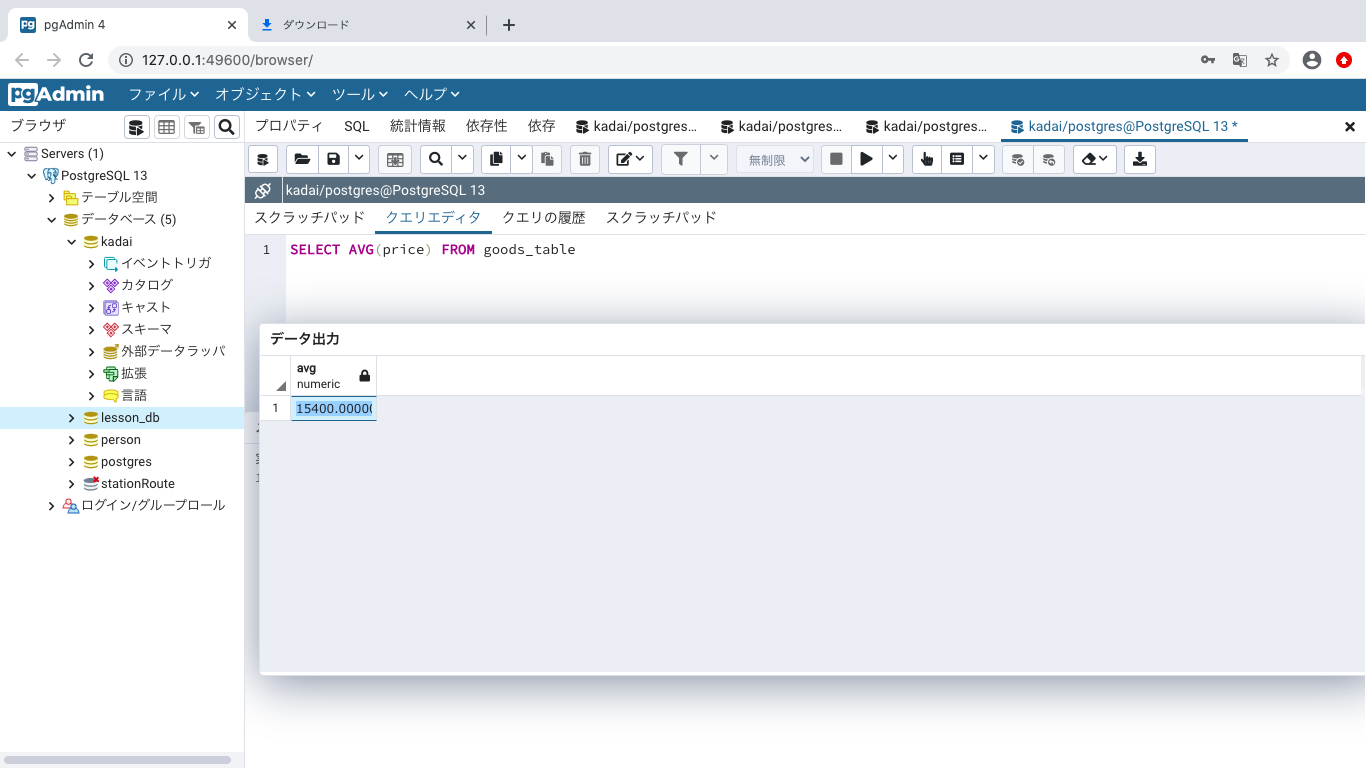 pgAdmin 4
ダウンロード
127.0.0.1:49600/browser/
pgAdmin ファイル オブジェクト ツール ヘルプ
ブラウザ
プロパティ SQL 統計情報 依存性 依存 kadai/postgres... kadai/postgres... kadai/postgres... kadai/postgres@PostgreSQL 13 *
無制限
kadai/postgres@PostgreSQL 13
スクラッチパッド クエリエディタ クエリの履歴 スクラッチパッド
1 SELECT AVG(price) FROM goods_table
Servers (1)
PostgreSQL 13
テーブル空間
データベース (5)
kadai
イベントトリガ
カタログ
キャスト
スキーマ
外部データラッパ
拡張
言語
lesson_db
person
postgres
stationRoute
ログイン/グループロール
データ出力
avg
numeric
1 15400.0000